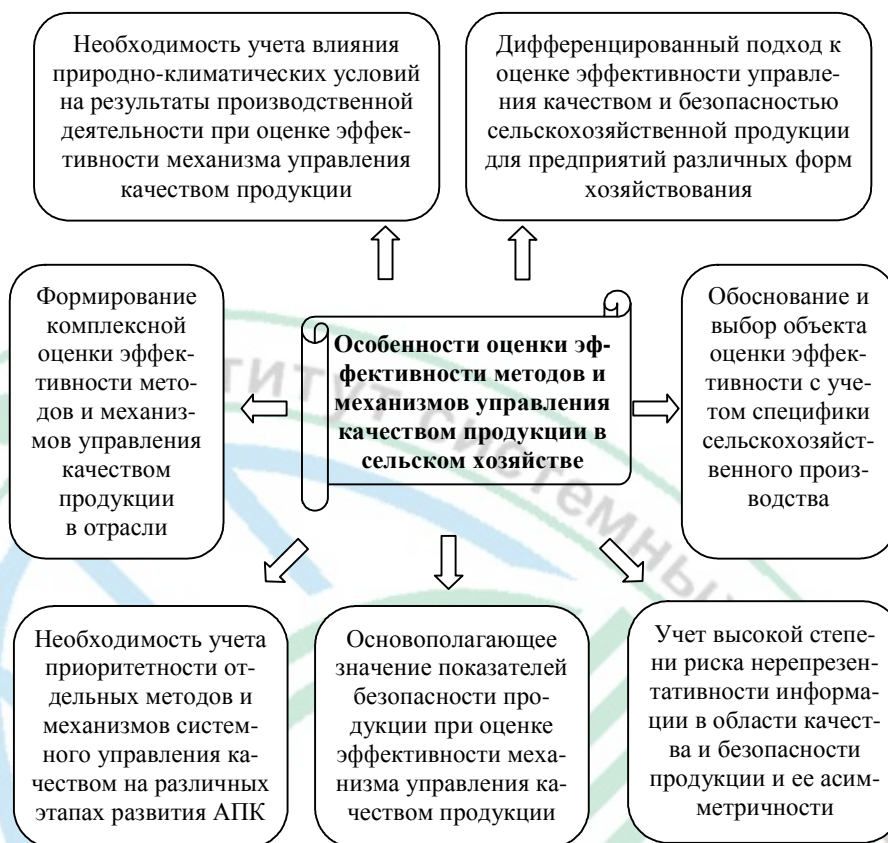 Необходимость учета влияния
природно-климатических условий
на результаты производственной
деятельности при оценке эффек-
тивности механизма управления
качеством продукции
Дифференцированный подход к
оценке эффективности управле-
ния качеством и безопасностью
сельскохозяйственной продукции
для предприятий различных форм
хозяйствования
Формирование
комплексной
оценки эффек-
тивности мето-
дов и механиз-
мов управления
качеством
продукции
в отрасли
Особенности оценки эф-
фективности методов и
механизмов управления
качеством продукции в
сельском хозяйстве
Обоснование и
выбор объекта
оценки эффек-
тивности с уче-
том специфики
сельскохозяйст-
венного произ-
водства
Необходимость учета
приоритетности от-
дельных методов и
механизмов систем-
ного управления ка-
чеством на различных
этапах развития АПК
Основополагающее
значение показателей
безопасности про-
дукции при оценке
эффективности меха-
низма управления ка-
чеством продукции
Учет высокой степе-
ни риска нерепрезен-
тативности информа-
ции в области качест-
ва и безопасности
продукции и ее асим-
метричности